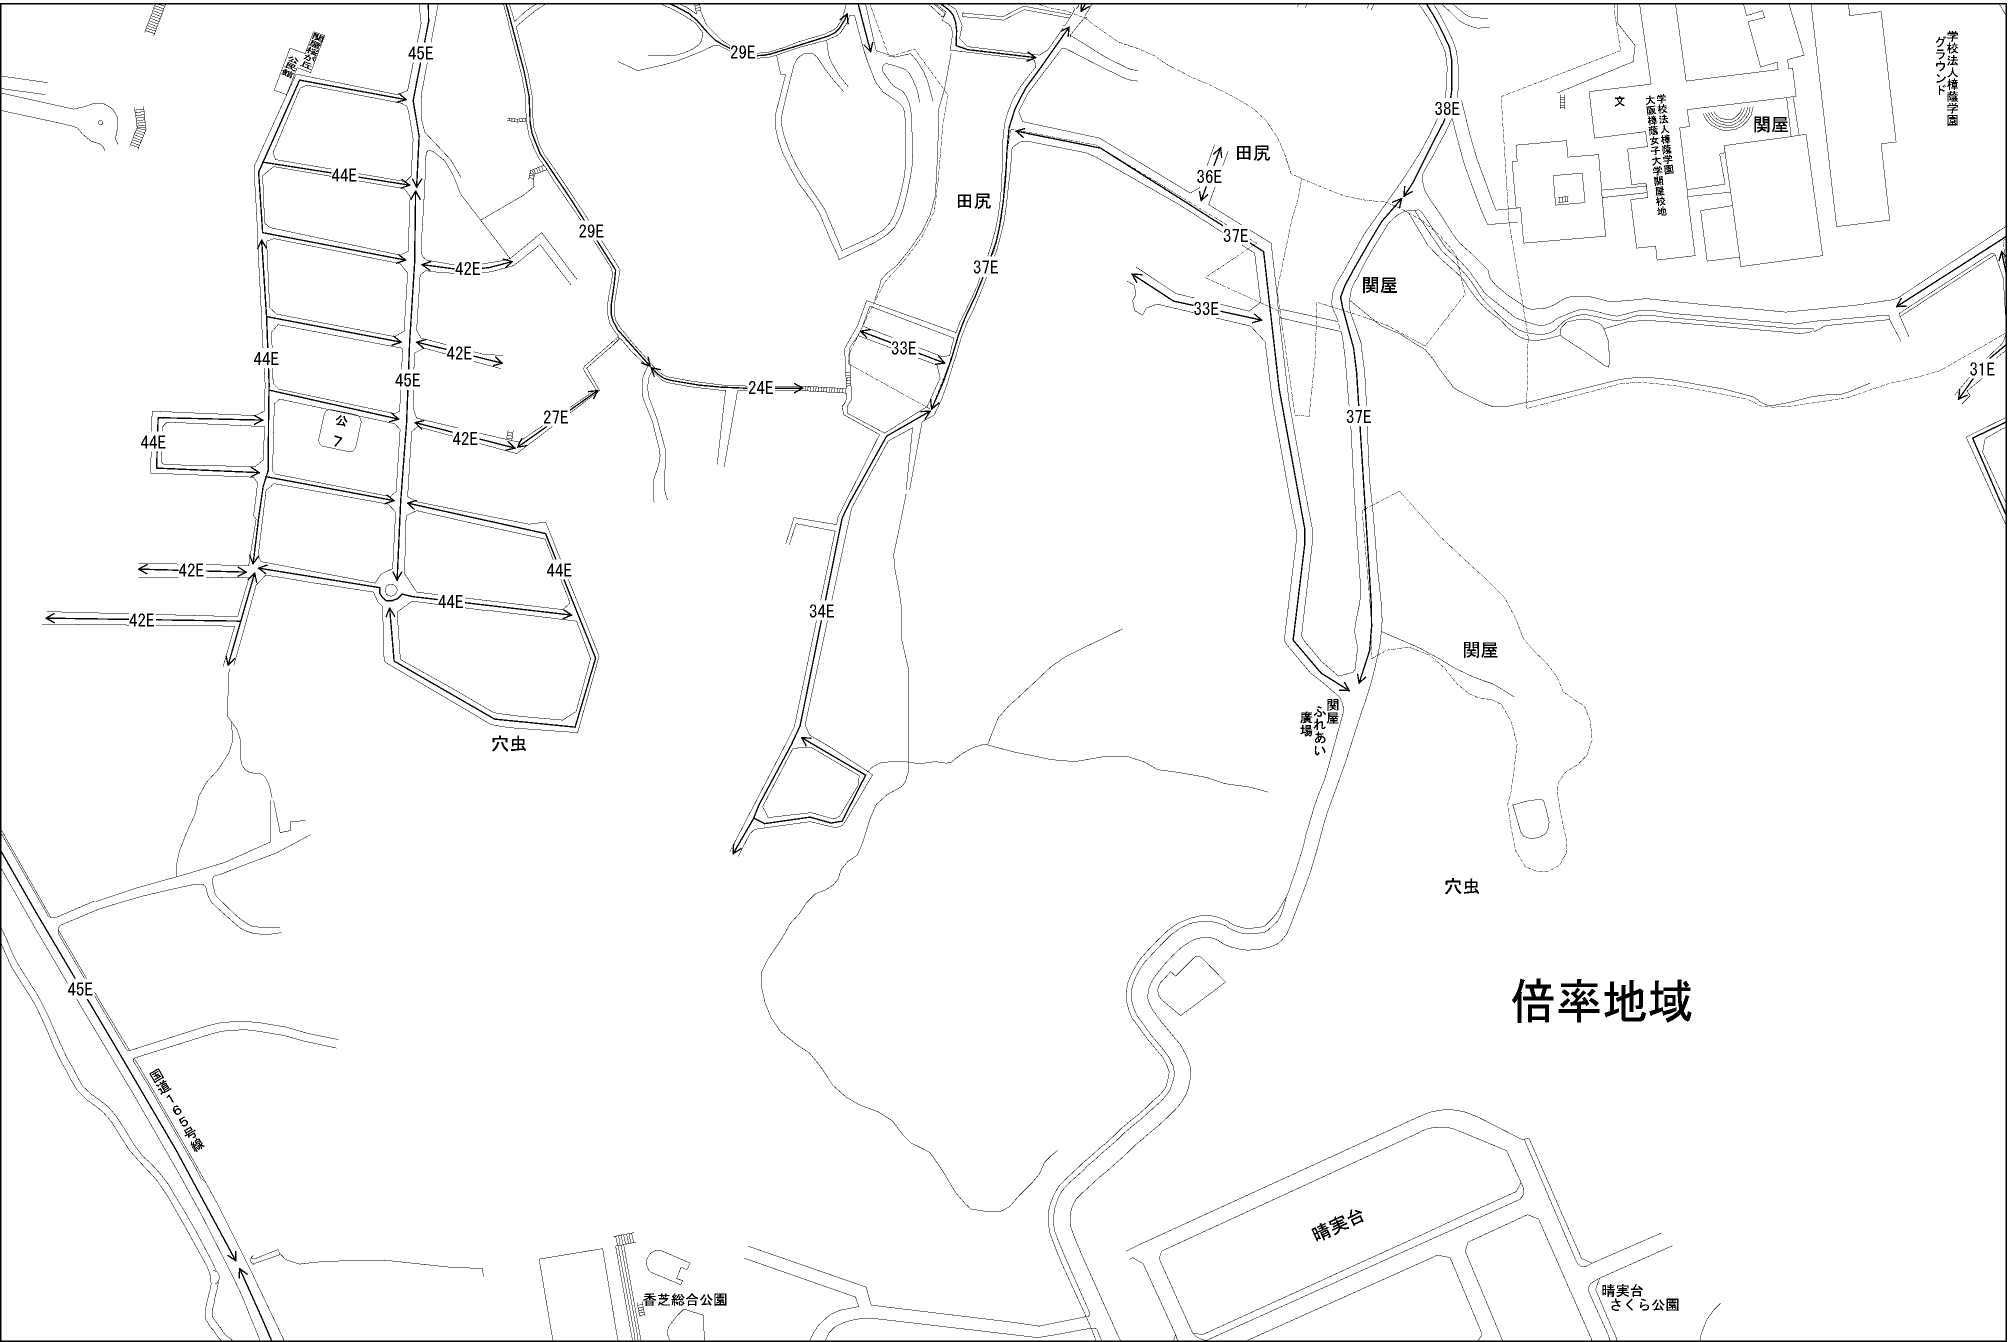 関屋桜が丘
公民館
45E
29E
38E
学校法人樟蔭学園
グラウンド
文
学校法人樟蔭学園
大阪樟蔭女子大学関屋校地
関屋
44E
田尻
36E
田尻
29E
37E
42E
37E
関屋
33E
42E
44E
45E
33E
24E
31E
公
7
27E
37E
44E
42E
42E
44E
44E
42E
34E
関屋
関屋
ふれあい
廣場
穴虫
穴虫
45E
倍率地域
国道165号線
晴実台
香芝総合公園
晴実台
さくら公園